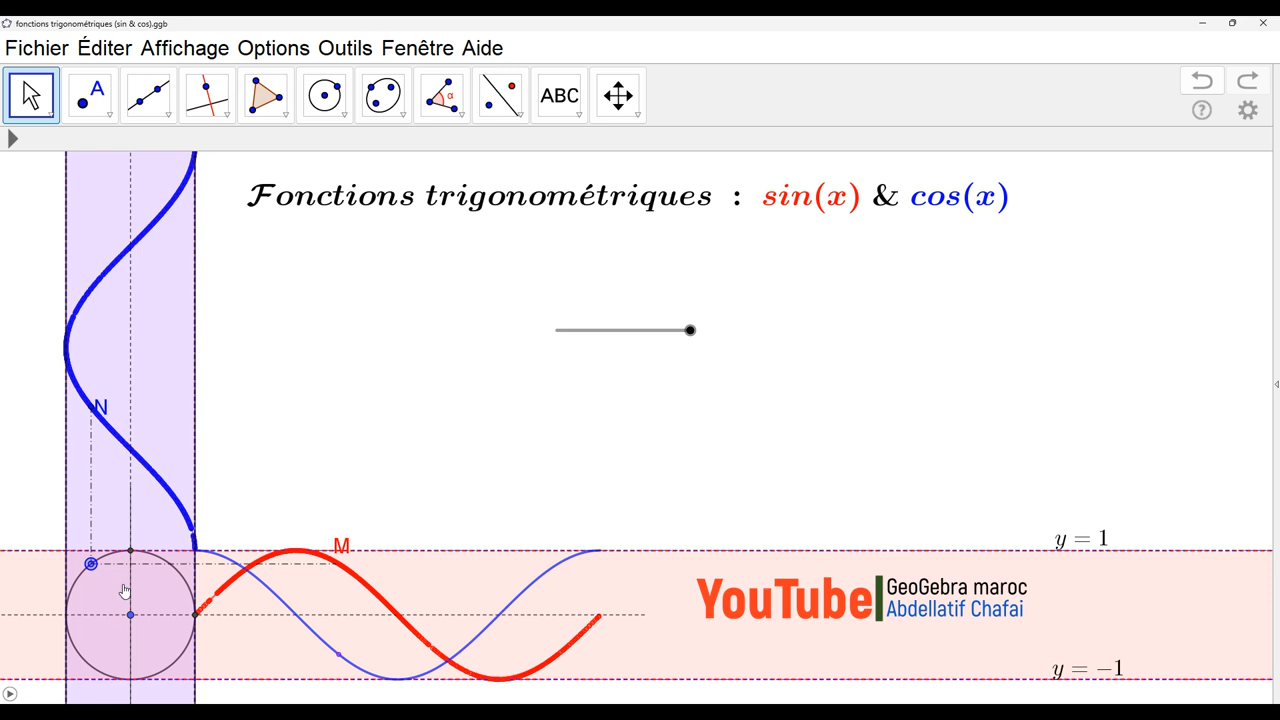 fonctions trigonométriques (sin & cos).ggb
Fichier Éditer Affichage Options Outils Fenêtre Aide
A
α
ABC
Fonctions trigonométriques : sin(x) & cos(x)
N
M
y = 1
YouTube GeoGebra maroc
Abdellatif Chafai
y = −1